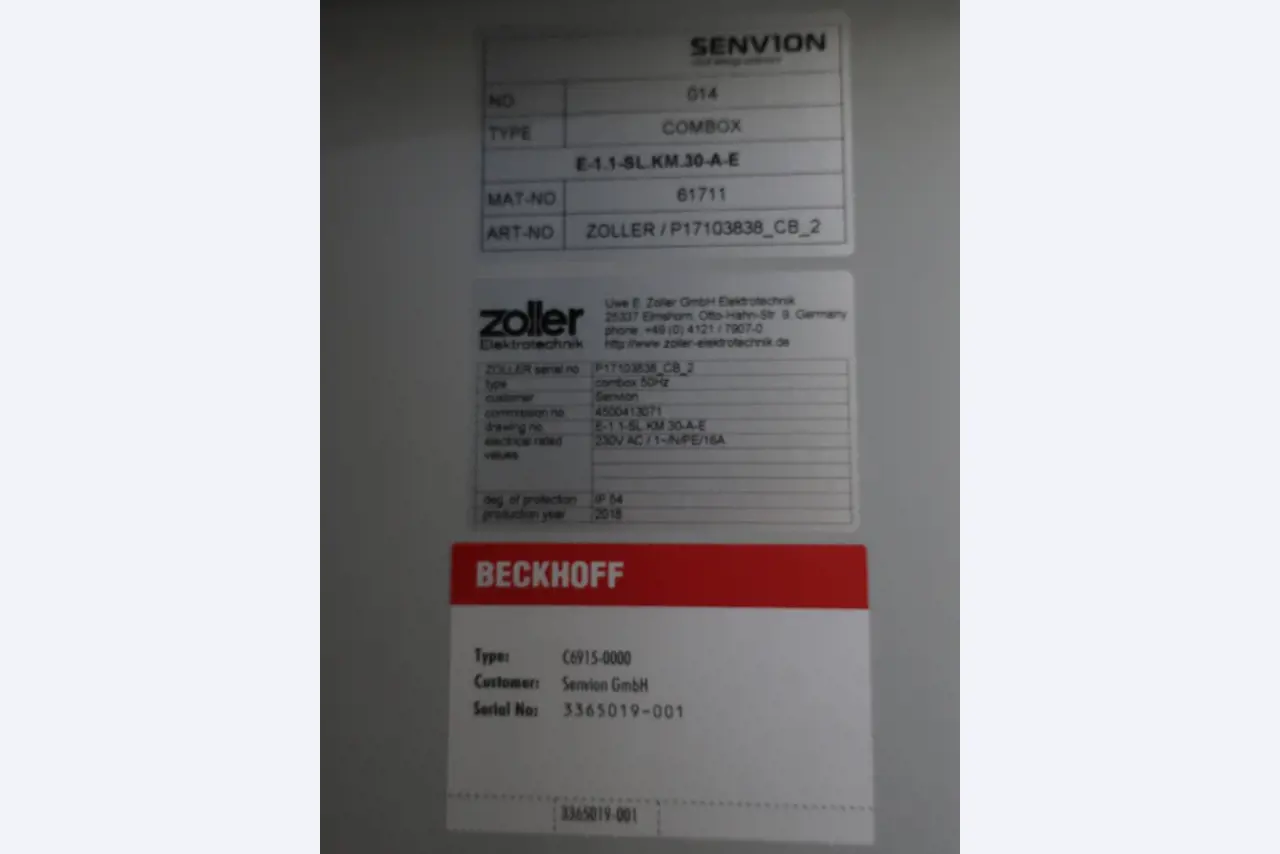 SENVION
NO 014
TYPE COMBOX
E-1.1-SL.KM.30-A-E
MAT-NO 61711
ART-NO ZOLLER / P17103838_CB_2
zoller
Elektrotechnik
Uwe E. Zoller GmbH Elektrotechnik
25337 Elmshorn, Otto-Hahn-Str. 9, Germany
phone: +49 (0) 4121 / 7907-0
http://www.zoller-elektrotechnik.de
ZOLLER serial no P17103838_CB_2
type combox 50Hz
customer Senvion
commission no. 4500413071
drawing no. E-1.1-SL.KM.30-A-E
electrical rated 230V AC / 1~/N/PE/16A
values
deg. of protection IP 54
production year 2018
BECKHOFF
Type: C6915-0000
Customer: Senvion GmbH
Serial No: 3365019-001
3365019-001